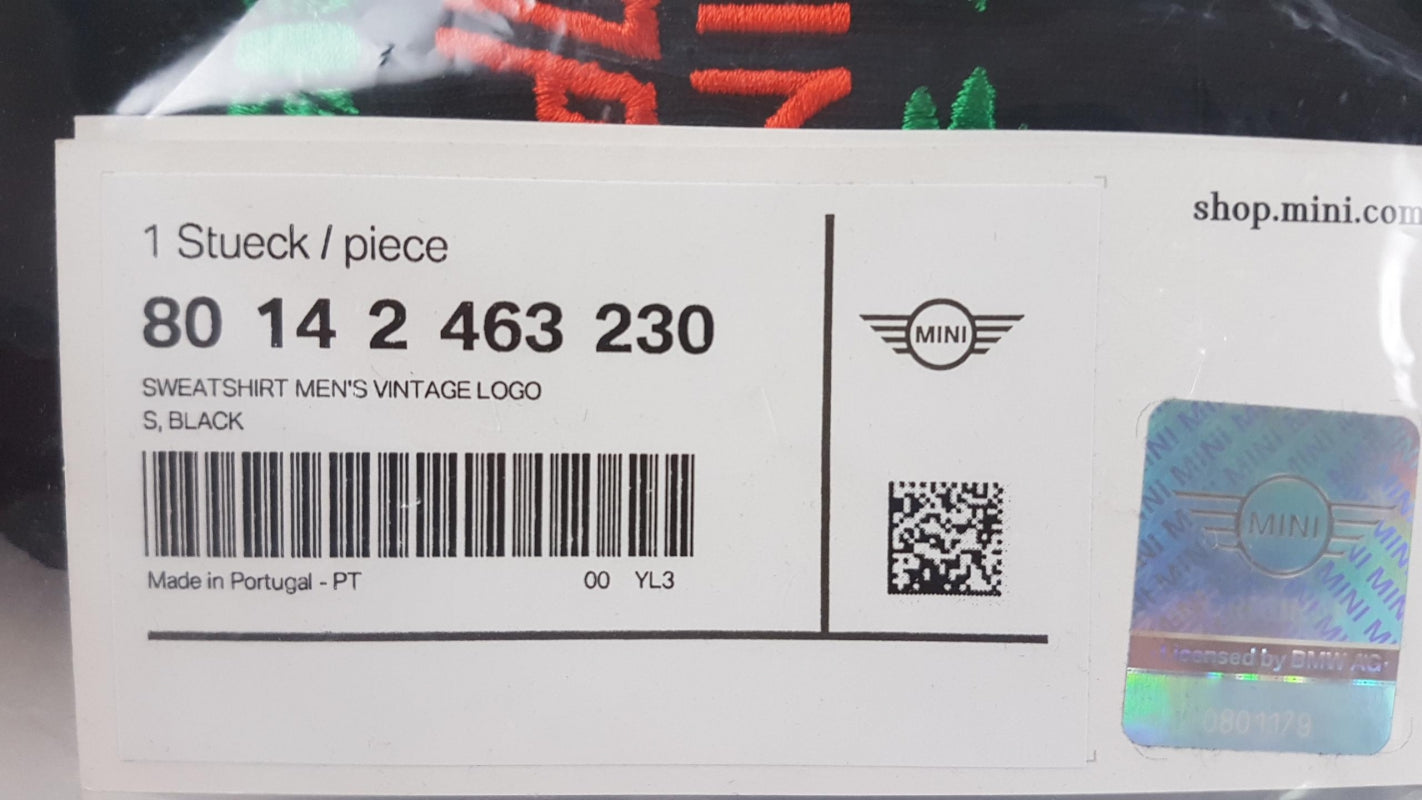 1 Stueck / piece
80 14 2 463 230
SWEATSHIRT MEN'S VINTAGE LOGO
S, BLACK
Made in Portugal - PT 00 YL3
MINI
shop.mini.com
MINI
Licensed by BMW AG
0801179